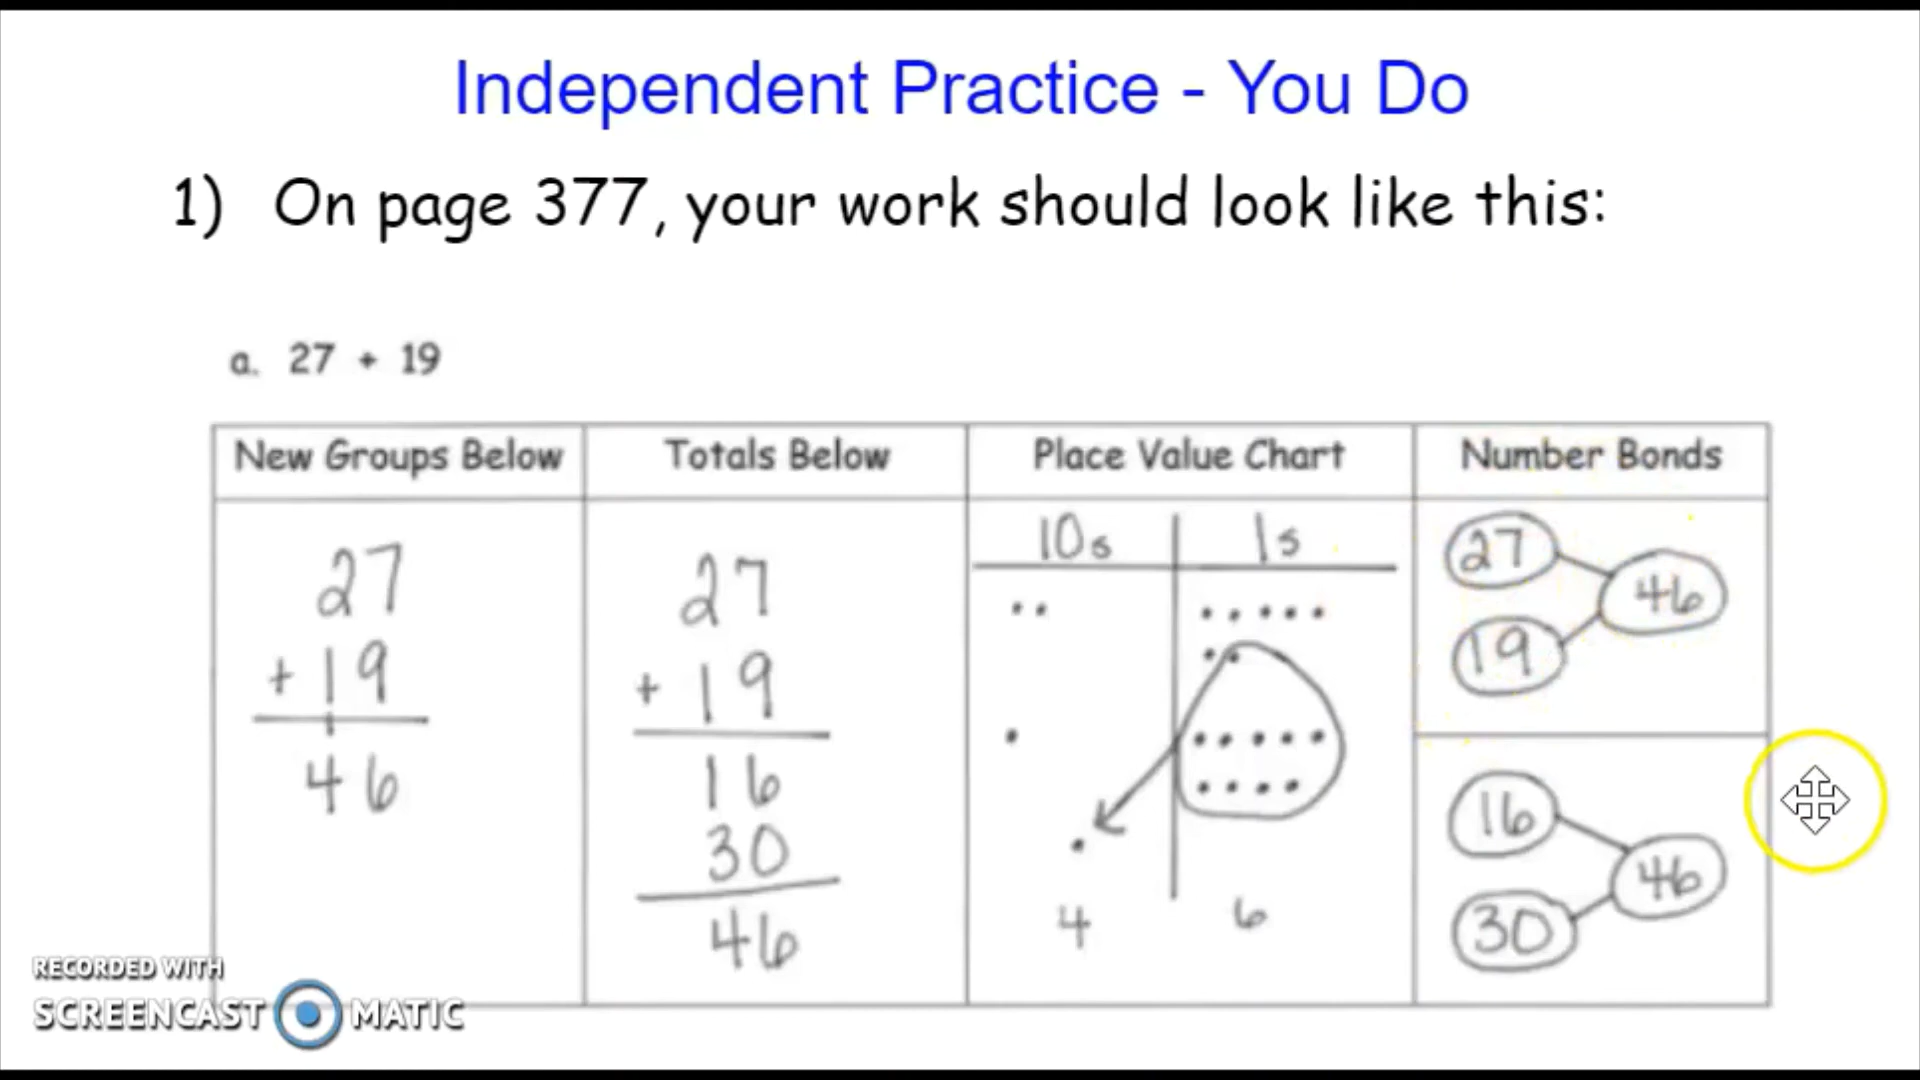 Independent Practice - You Do
1) On page 377, your work should look like this:
a. 27 + 19
New Groups Below
27
+ 19
1
46
Totals Below
27
+ 19
16
30
46
Place Value Chart
10s 1s
4 6
Number Bonds
27
46
19
16
46
30
RECORDED WITH
SCREENCAST MATIC